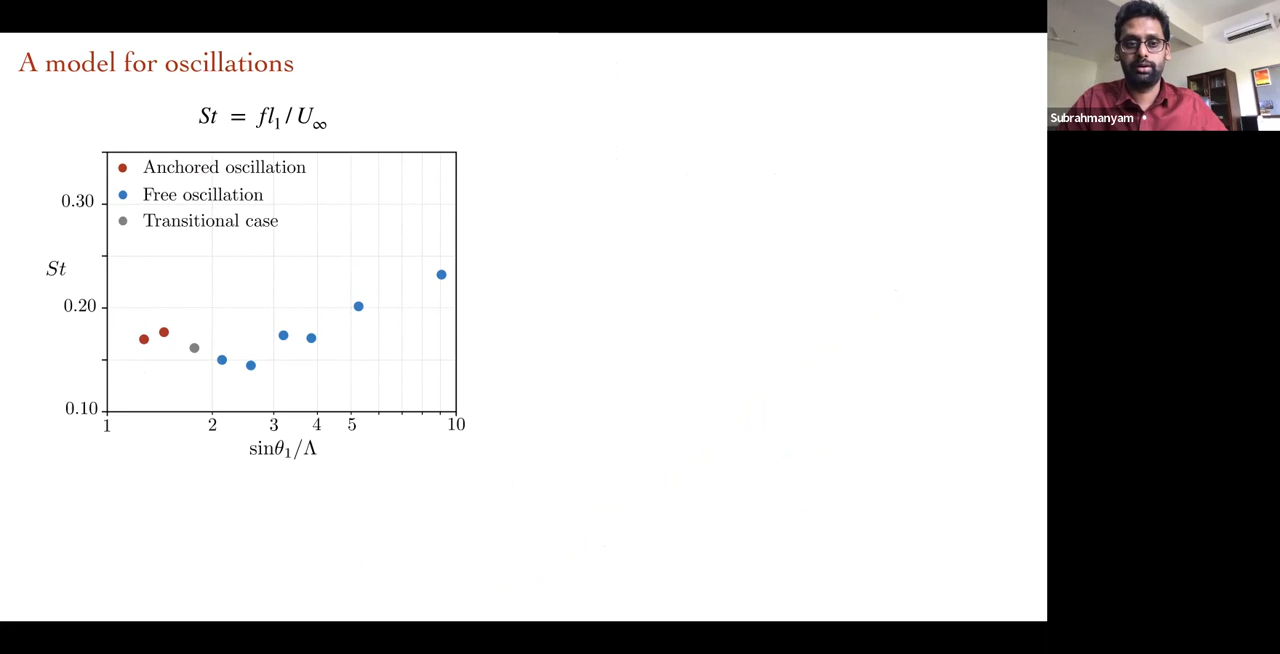 A model for oscillations
St = fl₁/U∞
Anchored oscillation
Free oscillation
Transitional case
0.30
St
0.20
0.10
1 2 3 4 5 10
sinθ₁/Λ
Subrahmanyam